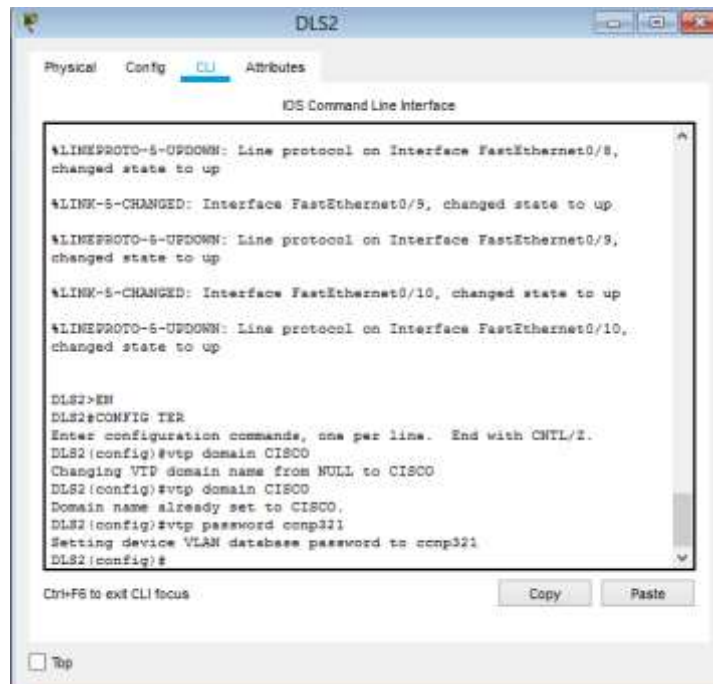 DLS2
Physical Config CLI Attributes
IOS Command Line Interface
%LINEPROTO-5-UPDOWN: Line protocol on Interface FastEthernet0/8,
changed state to up
%LINK-5-CHANGED: Interface FastEthernet0/9, changed state to up
%LINEPROTO-5-UPDOWN: Line protocol on Interface FastEthernet0/9,
changed state to up
%LINK-5-CHANGED: Interface FastEthernet0/10, changed state to up
%LINEPROTO-5-UPDOWN: Line protocol on Interface FastEthernet0/10,
changed state to up
DLS2>EN
DLS2#CONFIG TER
Enter configuration commands, one per line. End with CNTL/Z.
DLS2(config)#vtp domain CISCO
Changing VTP domain name from NULL to CISCO
DLS2(config)#vtp domain CISCO
Domain name already set to CISCO.
DLS2(config)#vtp password ccnp321
Setting device VLAN database password to ccnp321
DLS2(config)#
Ctrl+F6 to exit CLI focus Copy Paste
Top